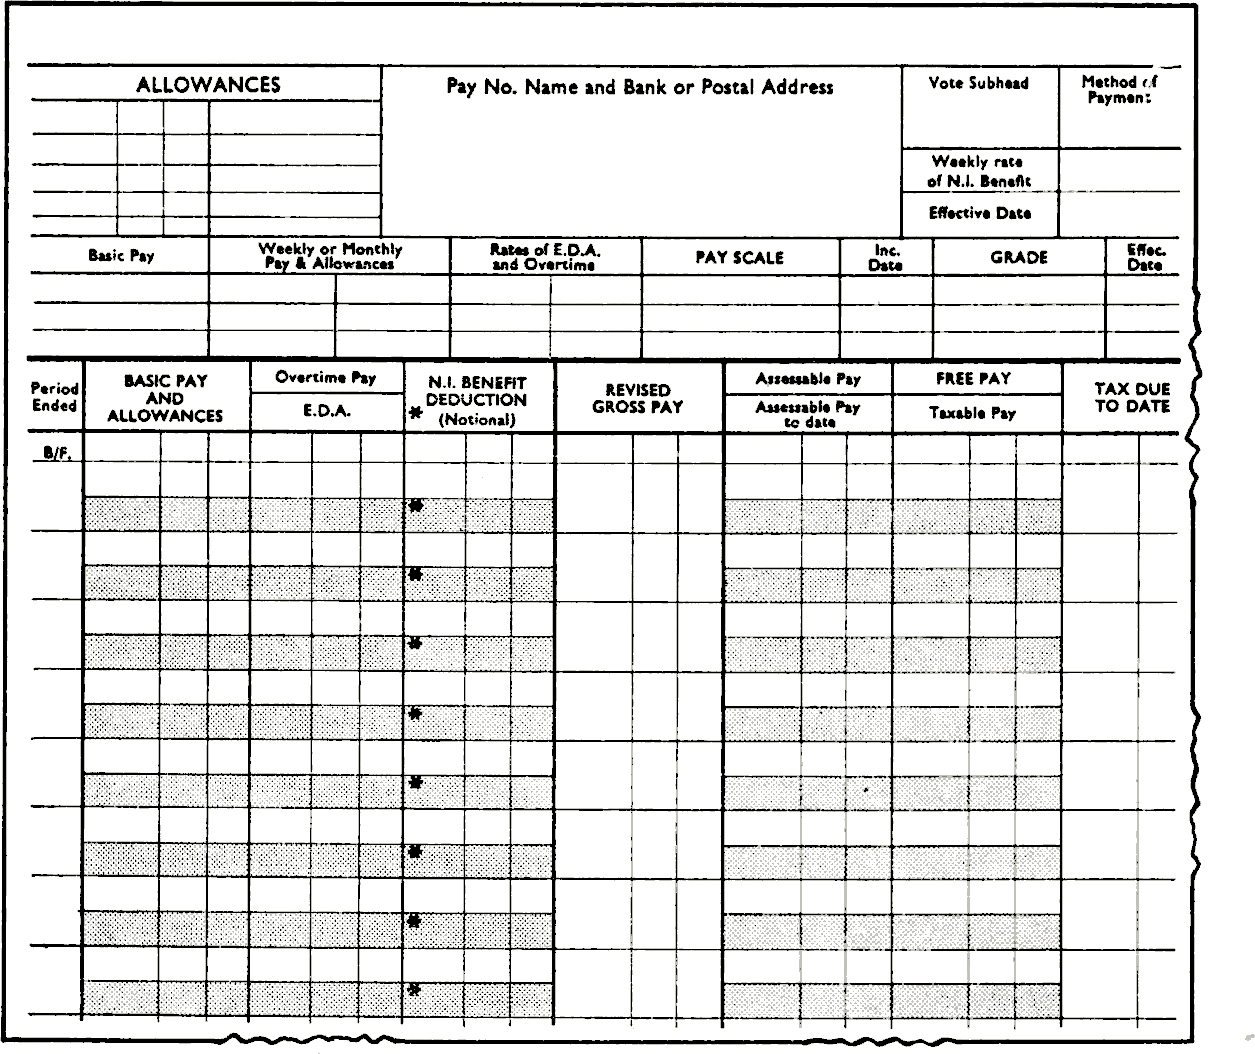 ALLOWANCES
Pay No. Name and Bank or Postal Address
Vote Subhead
Method of
Payment
Weekly rate
of N.I. Benefit
Effective Date
Basic Pay
Weekly or Monthly
Pay & Allowances
Rates of E.D.A.
and Overtime
PAY SCALE
Inc.
Date
GRADE
Effec.
Date
Period
Ended
BASIC PAY
AND
ALLOWANCES
Overtime Pay
E.D.A.
N.I. BENEFIT
DEDUCTION
* (Notional)
REVISED
GROSS PAY
Assessable Pay
Assessable Pay
to date
FREE PAY
Taxable Pay
TAX DUE
TO DATE
B/F.
*
*
*
*
*
*
*
*